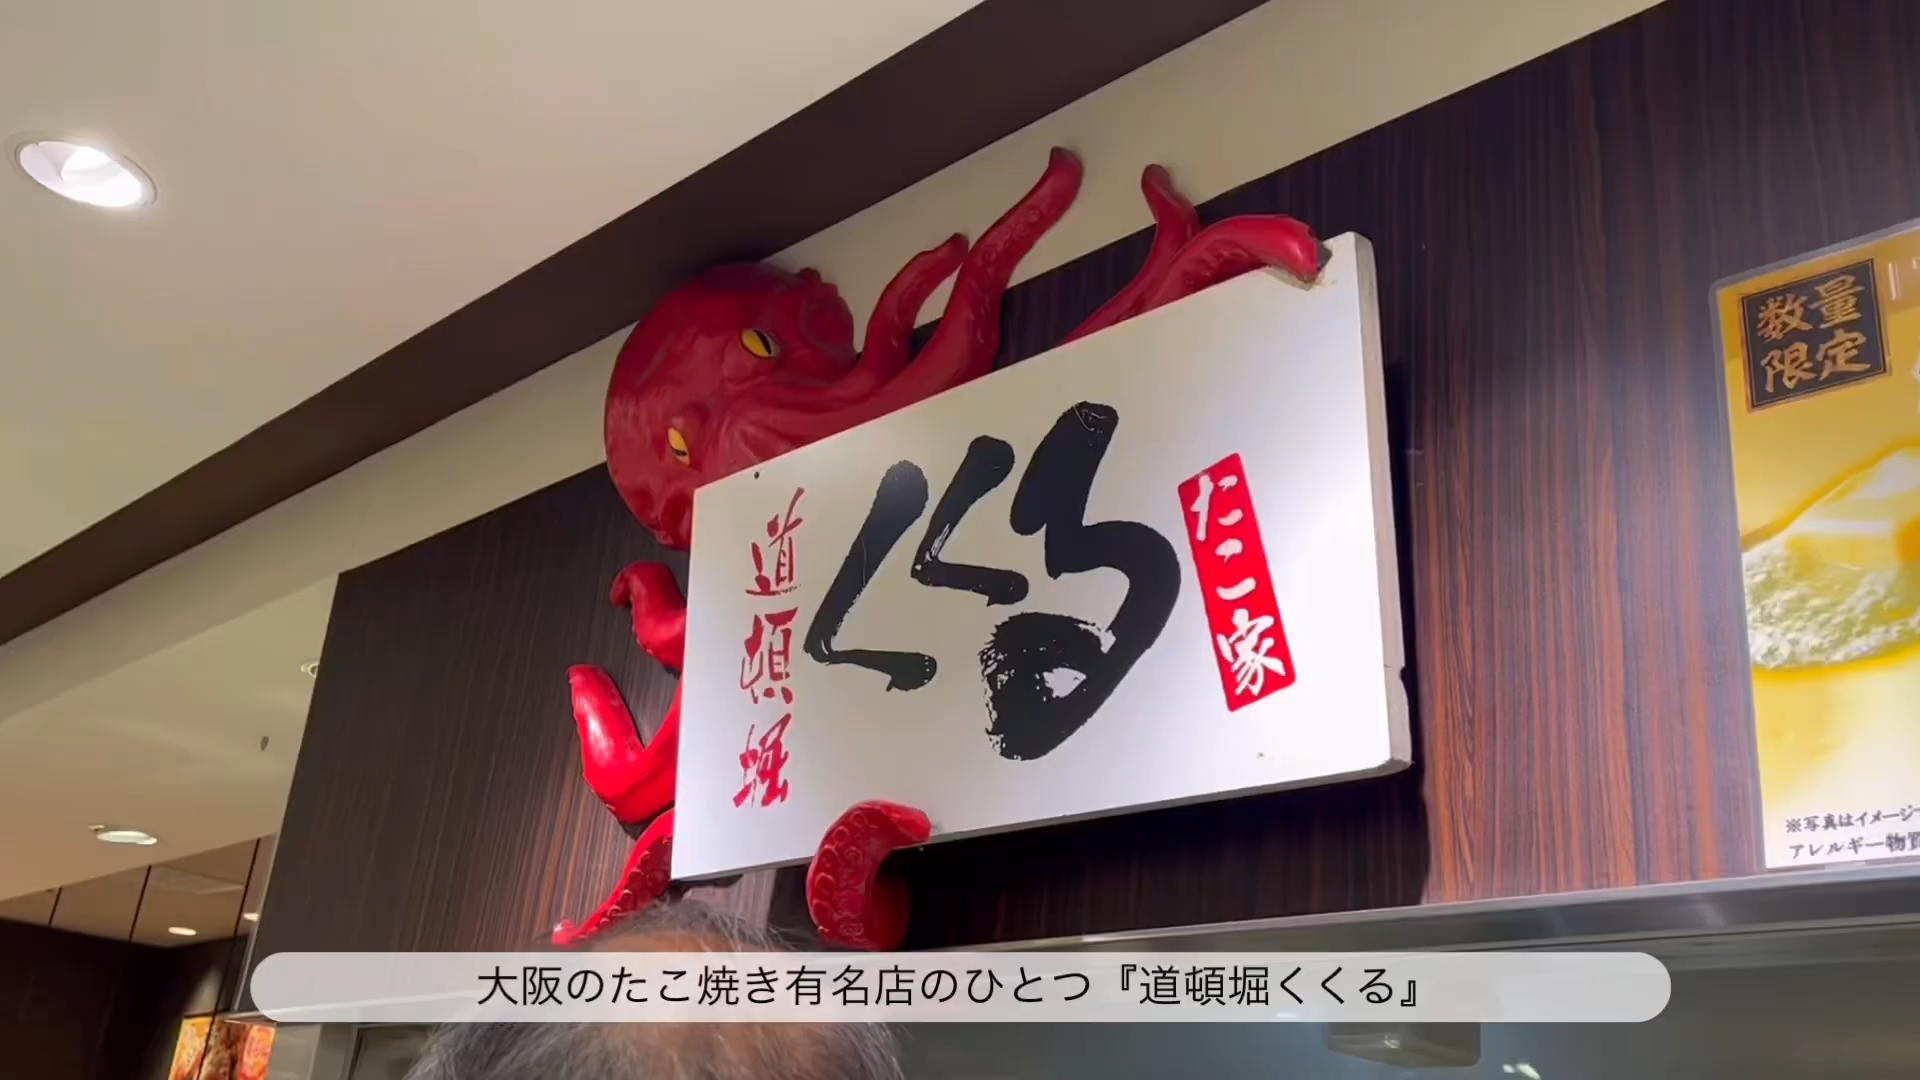 道頓堀
くくる
たこ家
数量
限定
※写真はイメージ
アレルギー物質
大阪のたこ焼き有名店のひとつ『道頓堀くくる』